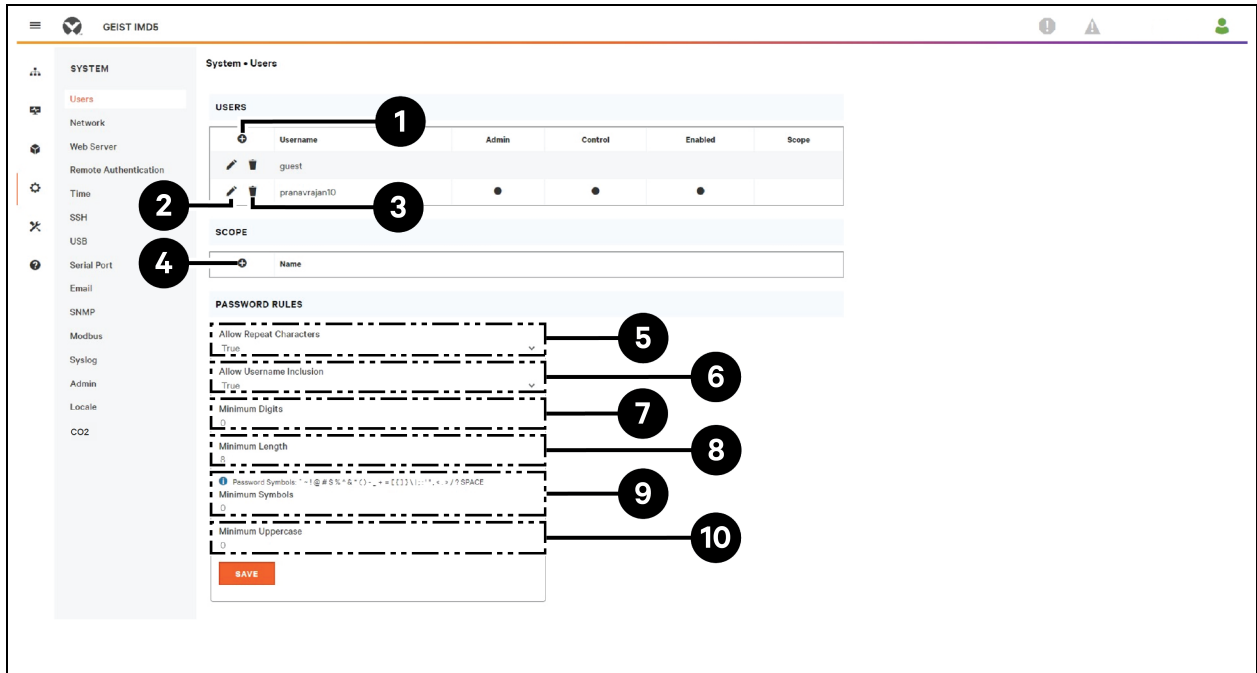 GEIST IMD5
SYSTEM
System • Users
Users
Network
Web Server
Remote Authentication
Time
SSH
USB
Serial Port
Email
SNMP
Modbus
Syslog
Admin
Locale
CO2
USERS
1
Username Admin Control Enabled Scope
guest
pranavrajan10
2
3
SCOPE
4
Name
PASSWORD RULES
Allow Repeat Characters
True
5
Allow Username Inclusion
True
6
Minimum Digits
0
7
Minimum Length
8
8
Password Symbols: ` ~ ! @ # $ % ^ & * ( ) - _ + = [ { ] } \ | ; : ' " , < . > / ? SPACE
Minimum Symbols
0
9
Minimum Uppercase
0
10
SAVE